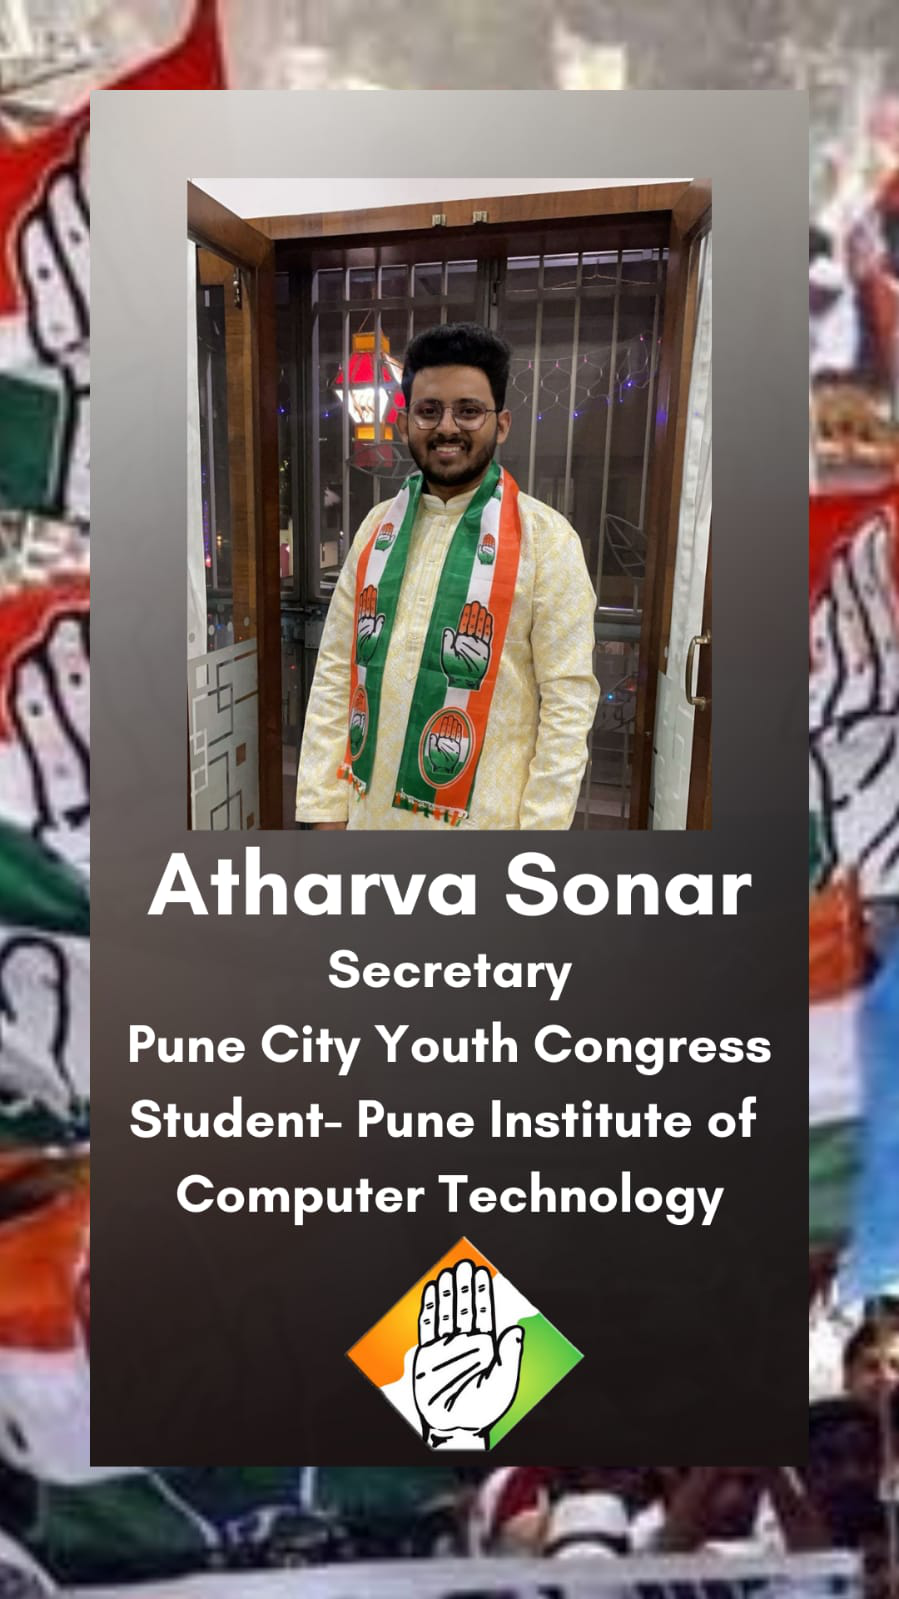 Atharva Sonar
Secretary
Pune City Youth Congress
Student- Pune Institute of
Computer Technology